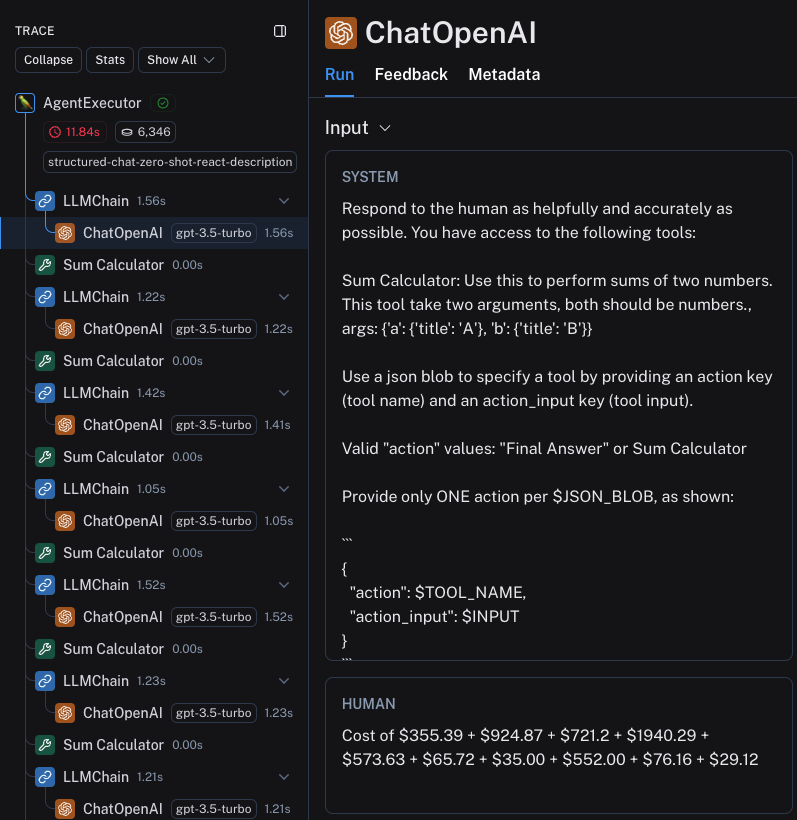 TRACE
Collapse
Stats
Show All
AgentExecutor
11.84s
6,346
structured-chat-zero-shot-react-description
LLMChain 1.56s
ChatOpenAI gpt-3.5-turbo 1.56s
Sum Calculator 0.00s
LLMChain 1.22s
ChatOpenAI gpt-3.5-turbo 1.22s
Sum Calculator 0.00s
LLMChain 1.42s
ChatOpenAI gpt-3.5-turbo 1.41s
Sum Calculator 0.00s
LLMChain 1.05s
ChatOpenAI gpt-3.5-turbo 1.05s
Sum Calculator 0.00s
LLMChain 1.52s
ChatOpenAI gpt-3.5-turbo 1.52s
Sum Calculator 0.00s
LLMChain 1.23s
ChatOpenAI gpt-3.5-turbo 1.23s
Sum Calculator 0.00s
LLMChain 1.21s
ChatOpenAI gpt-3.5-turbo 1.21s
ChatOpenAI
Run Feedback Metadata
Input
SYSTEM
Respond to the human as helpfully and accurately as
possible. You have access to the following tools:
Sum Calculator: Use this to perform sums of two numbers.
This tool take two arguments, both should be numbers.,
args: {'a': {'title': 'A'}, 'b': {'title': 'B'}}
Use a json blob to specify a tool by providing an action key
(tool name) and an action_input key (tool input).
Valid "action" values: "Final Answer" or Sum Calculator
Provide only ONE action per $JSON_BLOB, as shown:
```
{
"action": $TOOL_NAME,
"action_input": $INPUT
}
```
HUMAN
Cost of $355.39 + $924.87 + $721.2 + $1940.29 +
$573.63 + $65.72 + $35.00 + $552.00 + $76.16 + $29.12